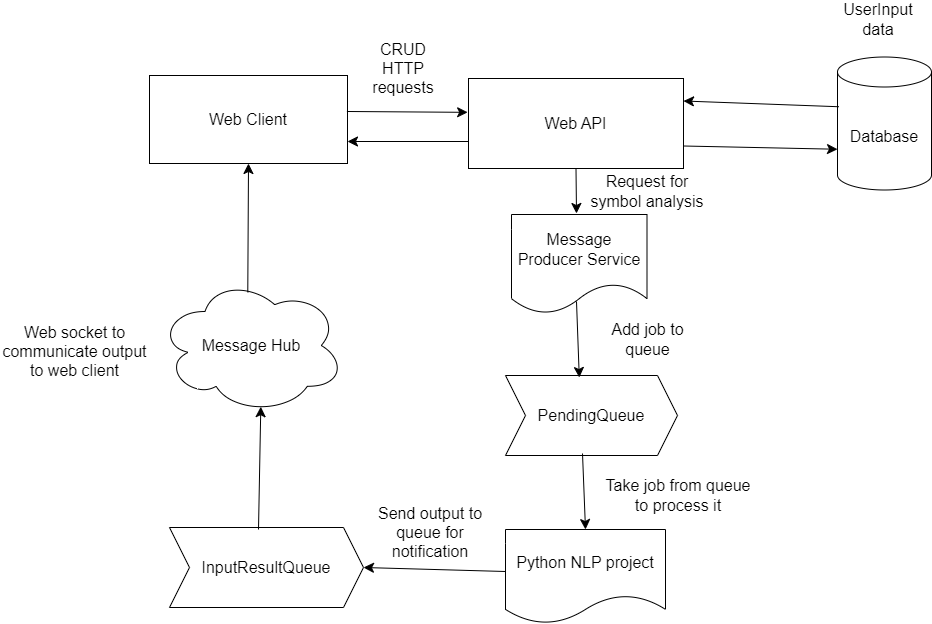 UserInput
data
CRUD
HTTP
requests
Web Client
Web API
Database
Request for
symbol analysis
Message
Producer Service
Add job to
queue
Web socket to
communicate output
to web client
Message Hub
PendingQueue
Take job from queue
to process it
Send output to
queue for
notification
InputResultQueue
Python NLP project